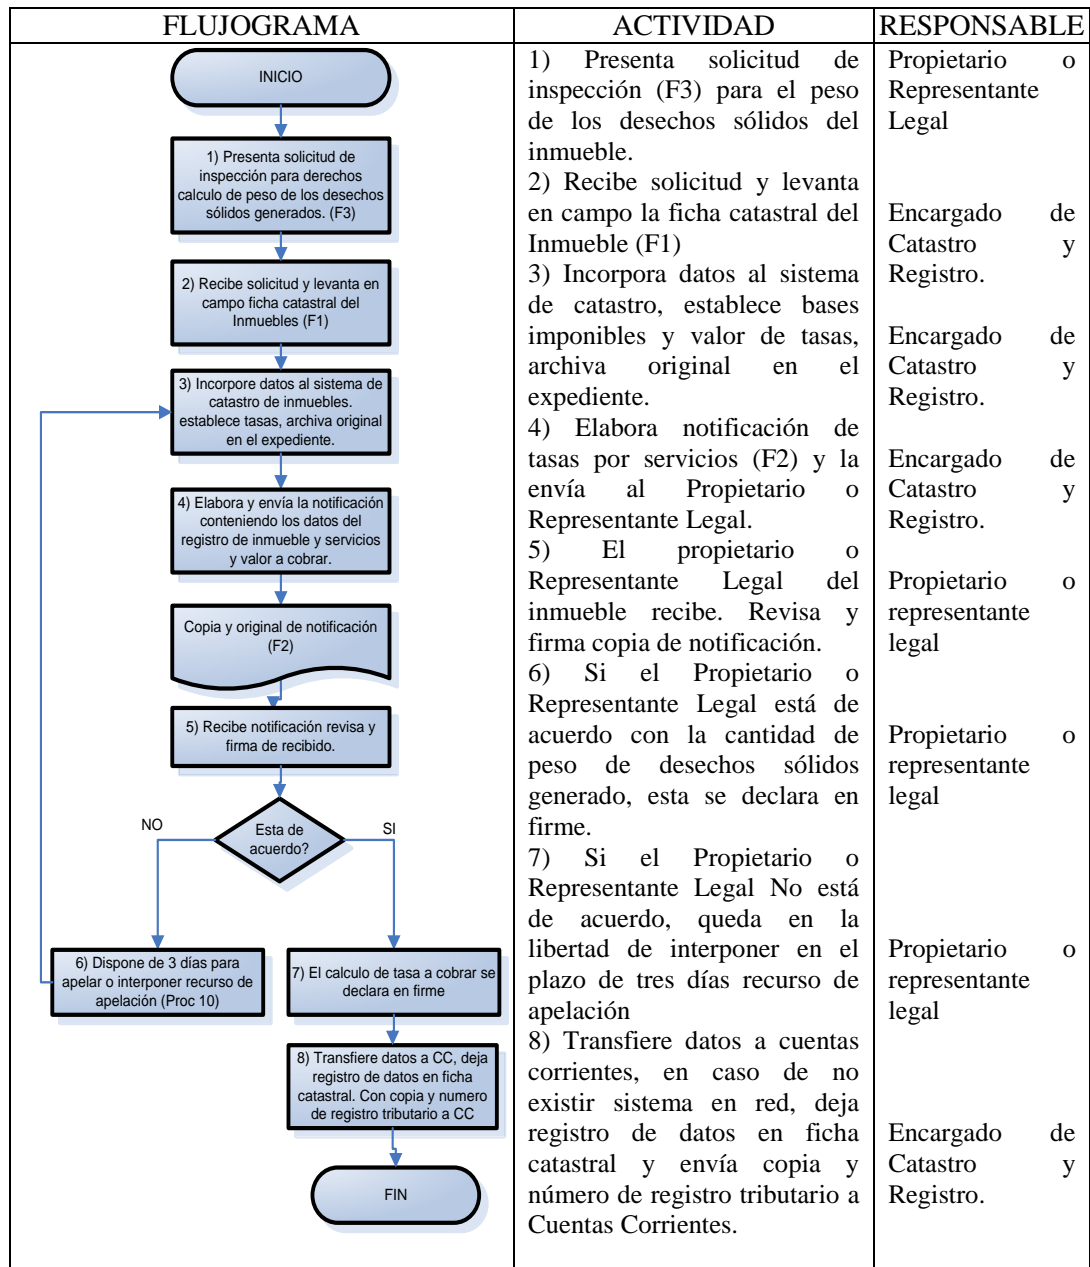 FLUJOGRAMA
ACTIVIDAD
RESPONSABLE
INICIO
1) Presenta solicitud de
inspección para derechos
calculo de peso de los desechos
sólidos generados. (F3)
2) Recibe solicitud y levanta en
campo ficha catastral del
Inmuebles (F1)
3) Incorpore datos al sistema de
catastro de inmuebles.
establece tasas, archiva original
en el expediente.
4) Elabora y envía la notificación
conteniendo los datos del
registro de inmueble y servicios
y valor a cobrar.
Copia y original de notificación
(F2)
5) Recibe notificación revisa y
firma de recibido.
NO
Esta de
acuerdo?
SI
6) Dispone de 3 días para
apelar o interponer recurso de
apelación (Proc 10)
7) El calculo de tasa a cobrar se
declara en firme
8) Transfiere datos a CC, deja
registro de datos en ficha
catastral. Con copia y numero
de registro tributario a CC
FIN
1) Presenta solicitud de
inspección (F3) para el peso
de los desechos sólidos del
inmueble.
2) Recibe solicitud y levanta
en campo la ficha catastral del
Inmueble (F1)
3) Incorpora datos al sistema
de catastro, establece bases
imponibles y valor de tasas,
archiva original en el
expediente.
4) Elabora notificación de
tasas por servicios (F2) y la
envía al Propietario o
Representante Legal.
5) El propietario o
Representante Legal del
inmueble recibe. Revisa y
firma copia de notificación.
6) Si el Propietario o
Representante Legal está de
acuerdo con la cantidad de
peso de desechos sólidos
generado, esta se declara en
firme.
7) Si el Propietario o
Representante Legal No está
de acuerdo, queda en la
libertad de interponer en el
plazo de tres días recurso de
apelación
8) Transfiere datos a cuentas
corrientes, en caso de no
existir sistema en red, deja
registro de datos en ficha
catastral y envía copia y
número de registro tributario a
Cuentas Corrientes.
Propietario o
Representante
Legal
Encargado de
Catastro y
Registro.
Encargado de
Catastro y
Registro.
Encargado de
Catastro y
Registro.
Propietario o
representante
legal
Propietario o
representante
legal
Propietario o
representante
legal
Encargado de
Catastro y
Registro.